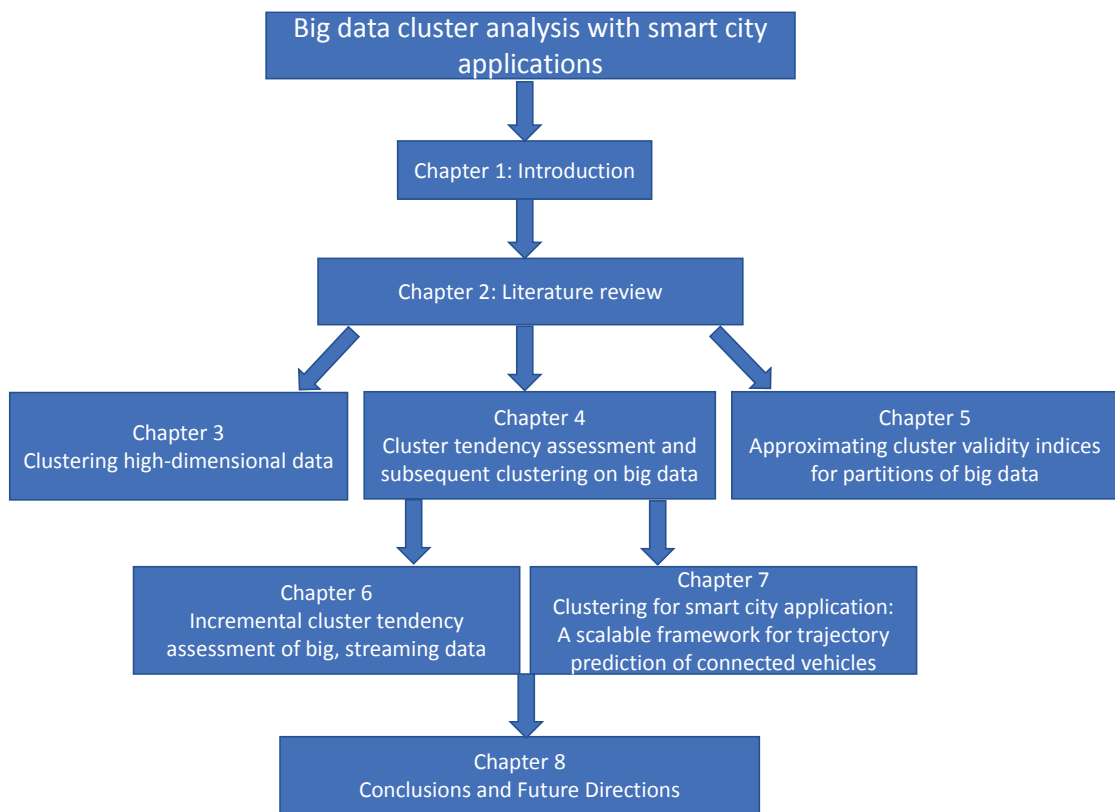 Big data cluster analysis with smart city
applications
Chapter 1: Introduction
Chapter 2: Literature review
Chapter 3
Clustering high-dimensional data
Chapter 4
Cluster tendency assessment and
subsequent clustering on big data
Chapter 5
Approximating cluster validity indices
for partitions of big data
Chapter 6
Incremental cluster tendency
assessment of big, streaming data
Chapter 7
Clustering for smart city application:
A scalable framework for trajectory
prediction of connected vehicles
Chapter 8
Conclusions and Future Directions